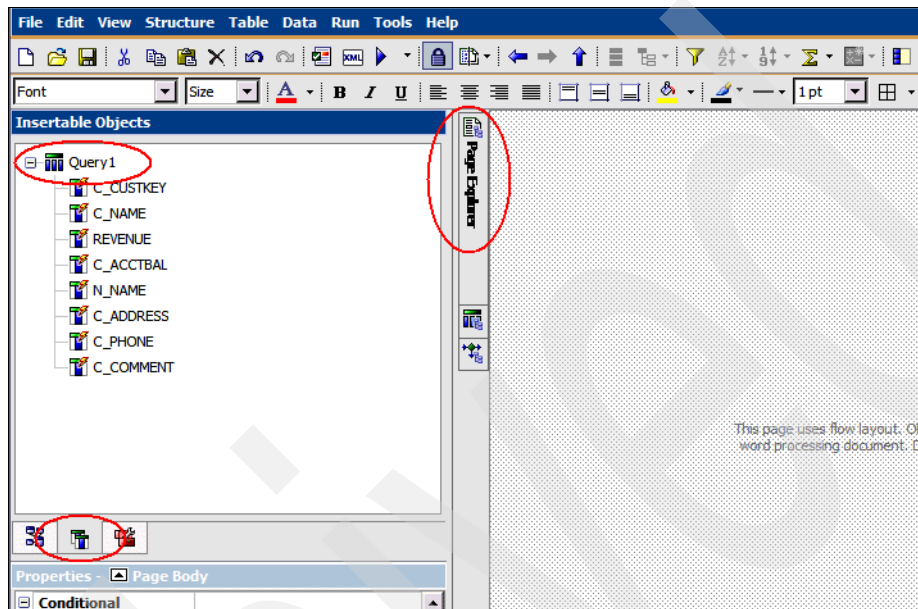 File Edit View Structure Table Data Run Tools Help
XML
Font Size A B I U 1 pt
Insertable Objects
Page Explorer
Query1
C_CUSTKEY
C_NAME
REVENUE
C_ACCTBAL
N_NAME
C_ADDRESS
C_PHONE
C_COMMENT
This page uses flow layout. Ob
word processing document. D
Properties - Page Body
Conditional